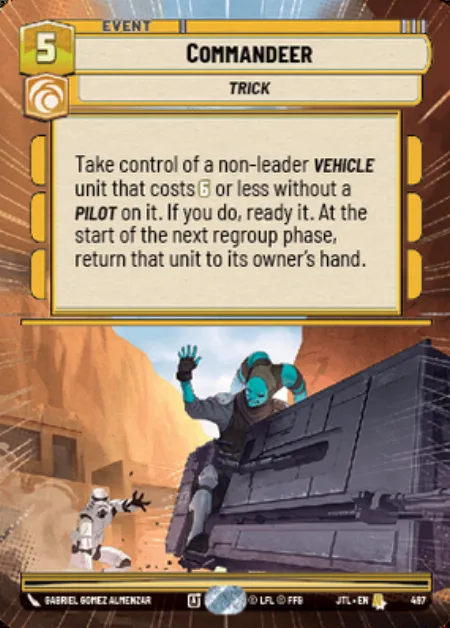 EVENT
5
COMMANDEER
TRICK
Take control of a non-leader VEHICLE
unit that costs 6 or less without a
PILOT on it. If you do, ready it. At the
start of the next regroup phase,
return that unit to its owner's hand.
GABRIEL GOMEZ ALMENZAR
© LFL © FFG
JTL•EN
497